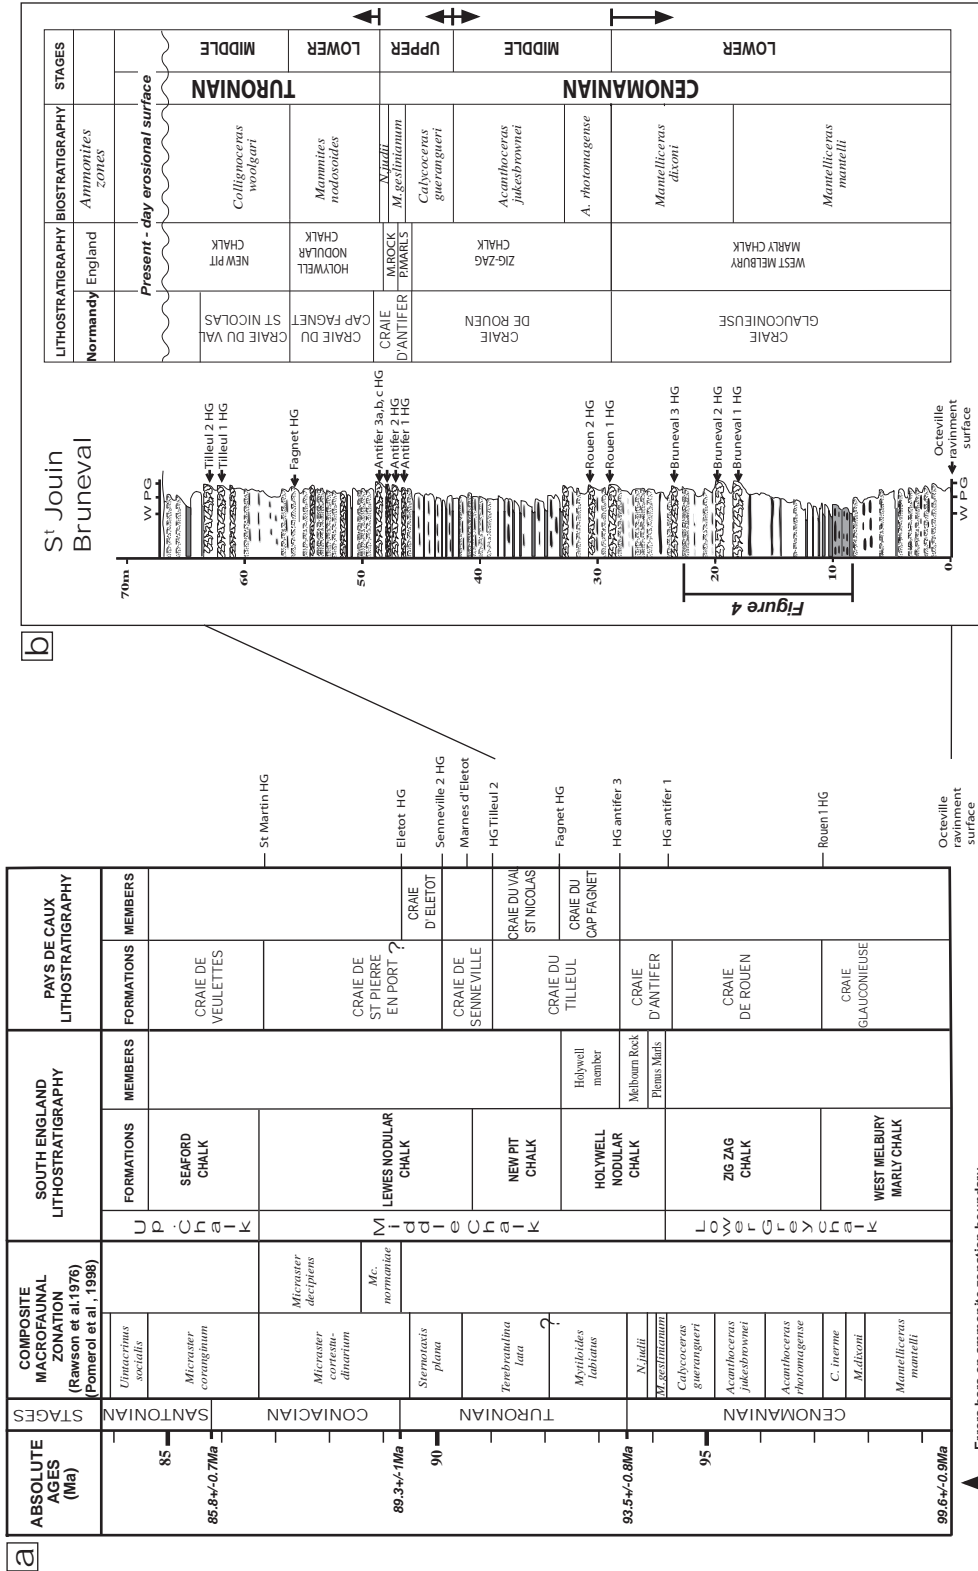 a
ABSOLUTE
AGES
(Ma)
STAGES
COMPOSITE
MACROFAUNAL
ZONATION
(Rawson et al.1976)
(Pomerol et al , 1998)
SOUTH ENGLAND
LITHOSTRATIGRAPHY
FORMATIONS
MEMBERS
PAYS DE CAUX
LITHOSTRATIGRAPHY
FORMATIONS
MEMBERS
85
85.8+/-0.7Ma
89.3+/-1Ma
90
93.5+/-0.8Ma
95
99.6+/-0.9Ma
SANTONIAN
CONIACIAN
TURONIAN
CENOMANIAN
Uintacrinus
socialis
Micraster
coranginum
Micraster
cortestu-
dinarium
Sternotaxis
plana
Terebratulina
lata
?
Mytiloides
labiatus
N.judii
M.geslinianum
Calycoceras
guerangueri
Acanthoceras
jukesbrownei
Acanthoceras
rhotomagense
C. inerme
M.dixoni
Mantelliceras
mantelli
Micraster
decipiens
Mc.
normaniae
Up.Chalk
Middle Chalk
Lower Grey chalk
SEAFORD
CHALK
LEWES NODULAR
CHALK
NEW PIT
CHALK
HOLYWELL
NODULAR
CHALK
ZIG ZAG
CHALK
WEST MELBURY
MARLY CHALK
Holywell
member
Melbourn Rock
Plenus Marls
CRAIE DE
VEULETTES
CRAIE DE
ST PIERRE
EN PORT ?
CRAIE DE
SENNEVILLE
CRAIE DU
TILLEUL
CRAIE
D'ANTIFER
CRAIE
DE ROUEN
CRAIE
GLAUCONIEUSE
CRAIE
D' ELETOT
CRAIE DU VAL
ST NICOLAS
CRAIE DU
CAP FAGNET
St Martin HG
Eletot HG
Senneville 2 HG
Marnes d'Eletot
HG Tilleul 2
Fagnet HG
HG antifer 3
HG antifer 1
Rouen 1 HG
Octeville
ravinment
surface
b
St Jouin
Bruneval
70m
60
50
40
30
20
10
0
Figure 4
W PG
W PG
Tilleul 2 HG
Tilleul 1 HG
Fagnet HG
Antifer 3a,b, c HG
Antifer 2 HG
Antifer 1 HG
Rouen 2 HG
Rouen 1 HG
Bruneval 3 HG
Bruneval 2 HG
Bruneval 1 HG
Octeville
ravinment
surface
LITHOSTRATIGRAPHY
BIOSTRATIGRAPHY
STAGES
Normandy
England
Ammonites
zones
Present - day erosional surface
CRAIE DU VAL
ST NICOLAS
CRAIE DU
CAP FAGNET
CRAIE
D'ANTIFER
CRAIE
DE ROUEN
CRAIE
GLAUCONIEUSE
NEW PIT
CHALK
HOLYWELL
NODULAR
CHALK
M.ROCK
P.MARLS
ZIG-ZAG
CHALK
WEST MELBURY
MARLY CHALK
Collignoceras
woolgari
Mammites
nodosoides
N.judii
M.geslinianum
Calycoceras
guerangueri
Acanthoceras
jukesbrownei
A. rhotomagense
Mantelliceras
dixoni
Mantelliceras
mantelli
TURONIAN
CENOMANIAN
MIDDLE
LOWER
UPPER
MIDDLE
LOWER